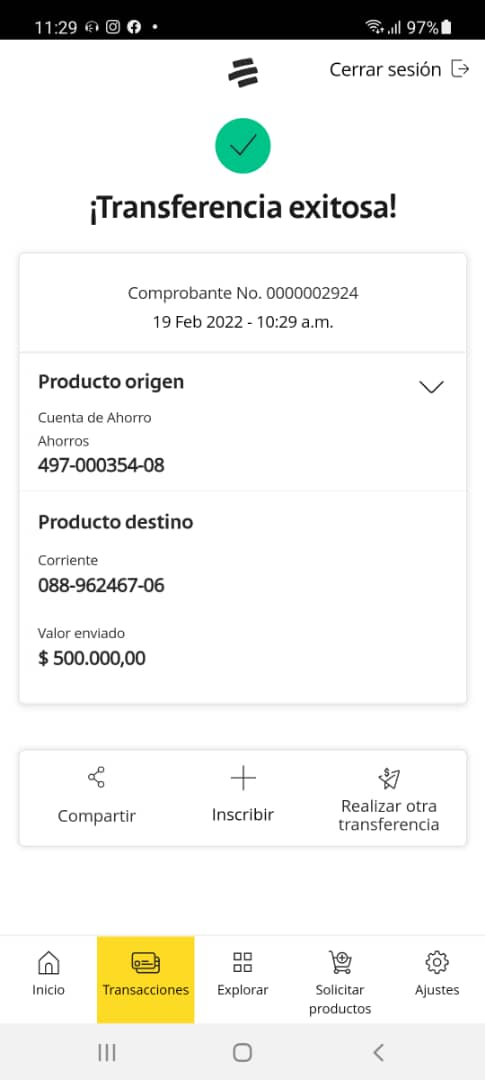 11:29
97%
Cerrar sesión
¡Transferencia exitosa!
Comprobante No. 0000002924
19 Feb 2022 - 10:29 a.m.
Producto origen
Cuenta de Ahorro
Ahorros
497-000354-08
Producto destino
Corriente
088-962467-06
Valor enviado
$ 500.000,00
Compartir
Inscribir
Realizar otra
transferencia
Inicio
Transacciones
Explorar
Solicitar
productos
Ajustes